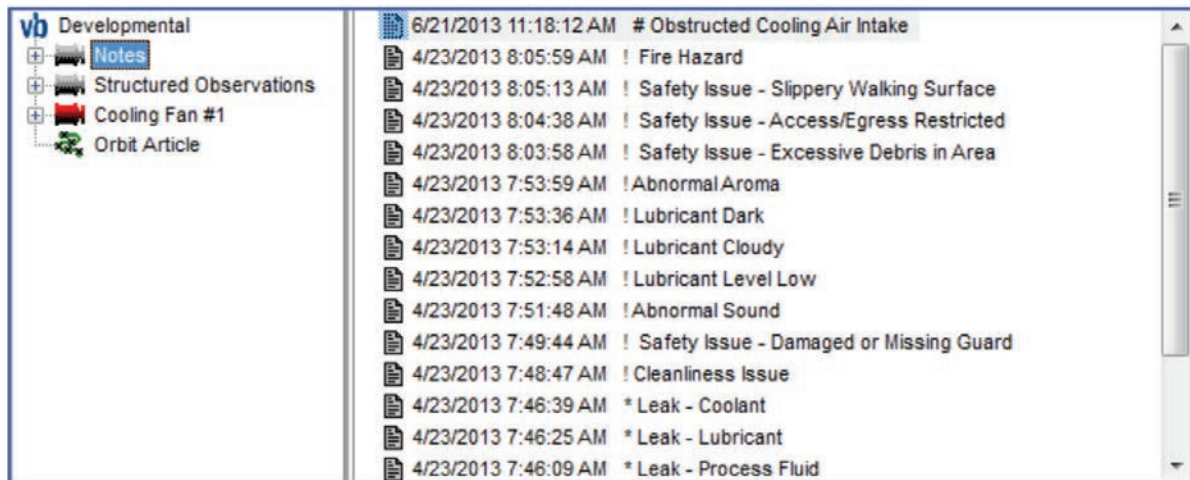 vb Developmental
Notes
Structured Observations
Cooling Fan #1
Orbit Article
6/21/2013 11:18:12 AM # Obstructed Cooling Air Intake
4/23/2013 8:05:59 AM ! Fire Hazard
4/23/2013 8:05:13 AM ! Safety Issue - Slippery Walking Surface
4/23/2013 8:04:38 AM ! Safety Issue - Access/Egress Restricted
4/23/2013 8:03:58 AM ! Safety Issue - Excessive Debris in Area
4/23/2013 7:53:59 AM ! Abnormal Aroma
4/23/2013 7:53:36 AM ! Lubricant Dark
4/23/2013 7:53:14 AM ! Lubricant Cloudy
4/23/2013 7:52:58 AM ! Lubricant Level Low
4/23/2013 7:51:48 AM ! Abnormal Sound
4/23/2013 7:49:44 AM ! Safety Issue - Damaged or Missing Guard
4/23/2013 7:48:47 AM ! Cleanliness Issue
4/23/2013 7:46:39 AM * Leak - Coolant
4/23/2013 7:46:25 AM * Leak - Lubricant
4/23/2013 7:46:09 AM * Leak - Process Fluid